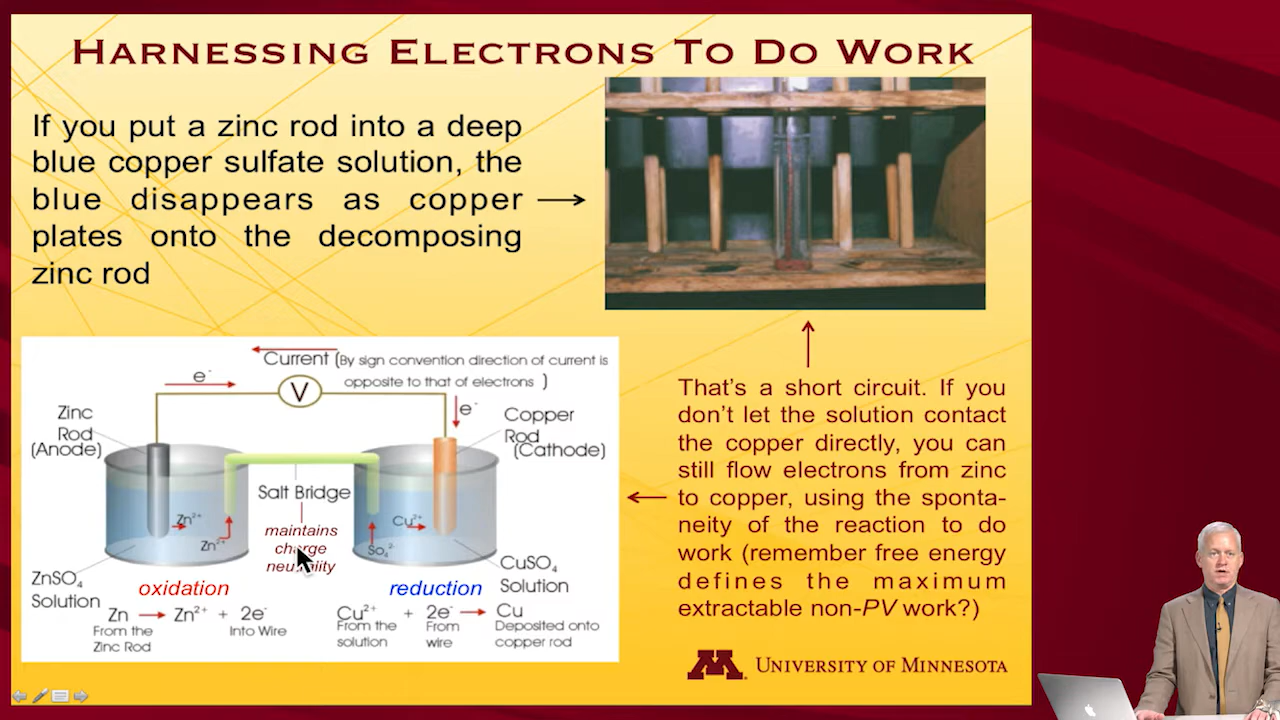 HARNESSING ELECTRONS TO DO WORK
If you put a zinc rod into a deep
blue copper sulfate solution, the
blue disappears as copper
plates onto the decomposing
zinc rod
Current (By sign convention direction of current is
opposite to that of electrons )
e⁻
V
e⁻
Zinc
Rod
(Anode)
Copper
Rod
(Cathode)
Salt Bridge
maintains
charge
Zn²⁺
Zn²⁺
Cu²⁺
So₄²⁻
ZnSO₄
Solution
CuSO₄
Solution
oxidation
reduction
Zn → Zn²⁺ + 2e⁻
From the
Zinc Rod
Into Wire
Cu²⁺ + 2e⁻ → Cu
From the
solution
From
wire
Deposited onto
copper rod
That's a short circuit. If you
don't let the solution contact
the copper directly, you can
still flow electrons from zinc
to copper, using the sponta-
neity of the reaction to do
work (remember free energy
defines the maximum
extractable non-PV work?)
M UNIVERSITY OF MINNESOTA